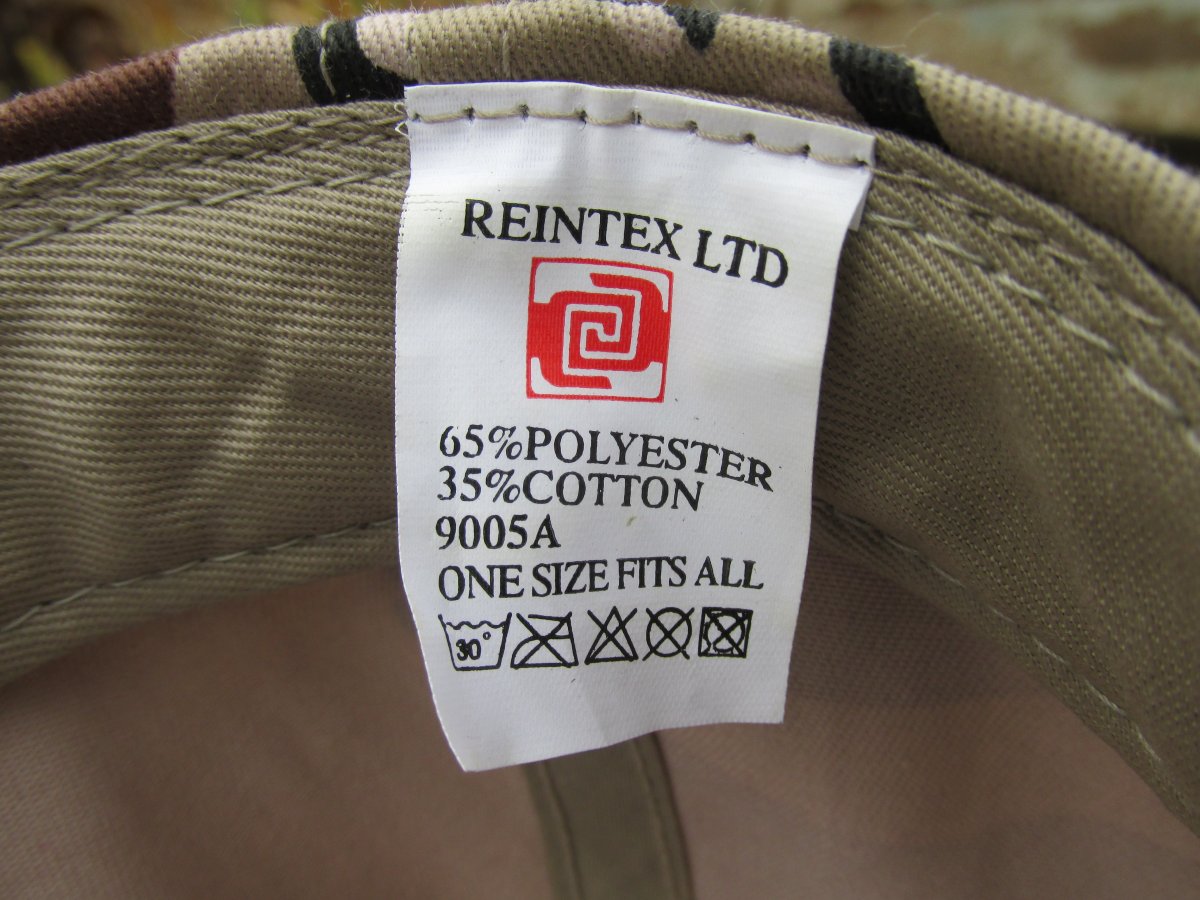 REINTEX LTD
65%POLYESTER
35%COTTON
9005A
ONE SIZE FITS ALL
30°